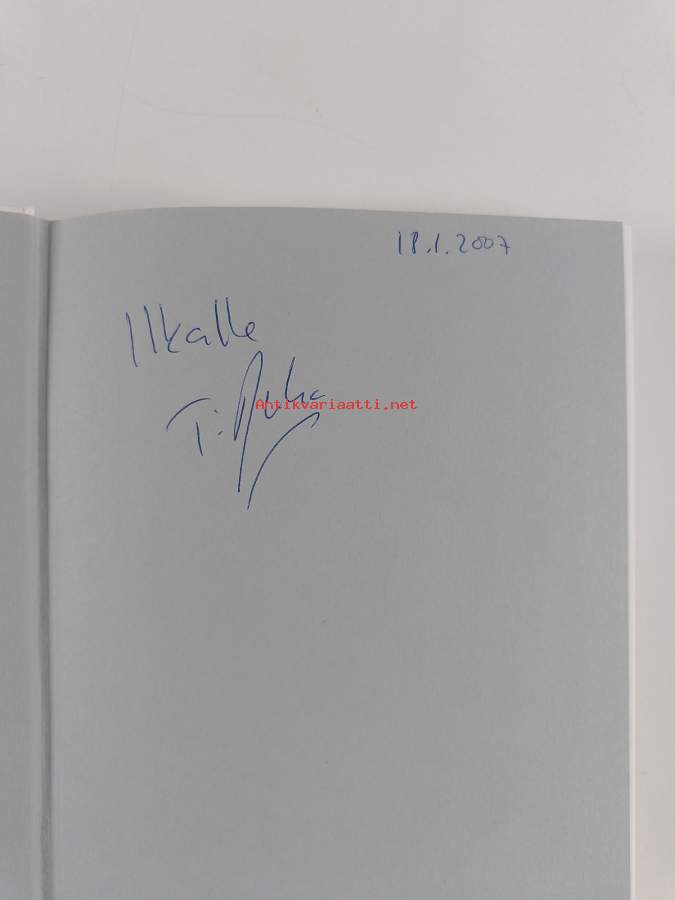 18.1.2007
Ilkalle
Antikvariaatti.net
T: